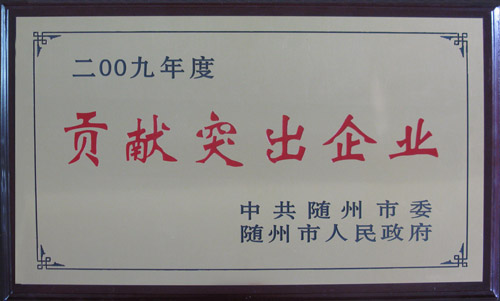 二00九年度
贡献突出企业
中共随州市委
随州市人民政府